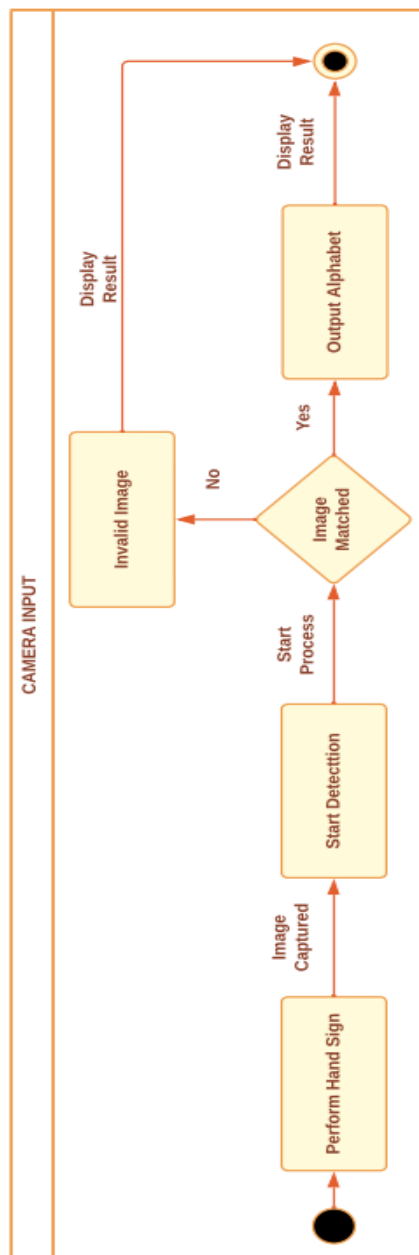 CAMERA INPUT
Perform Hand Sign
Image
Captured
Start Detecttion
Start
Process
Image
Matched
No
Invalid Image
Display
Result
Yes
Output Alphabet
Display
Result